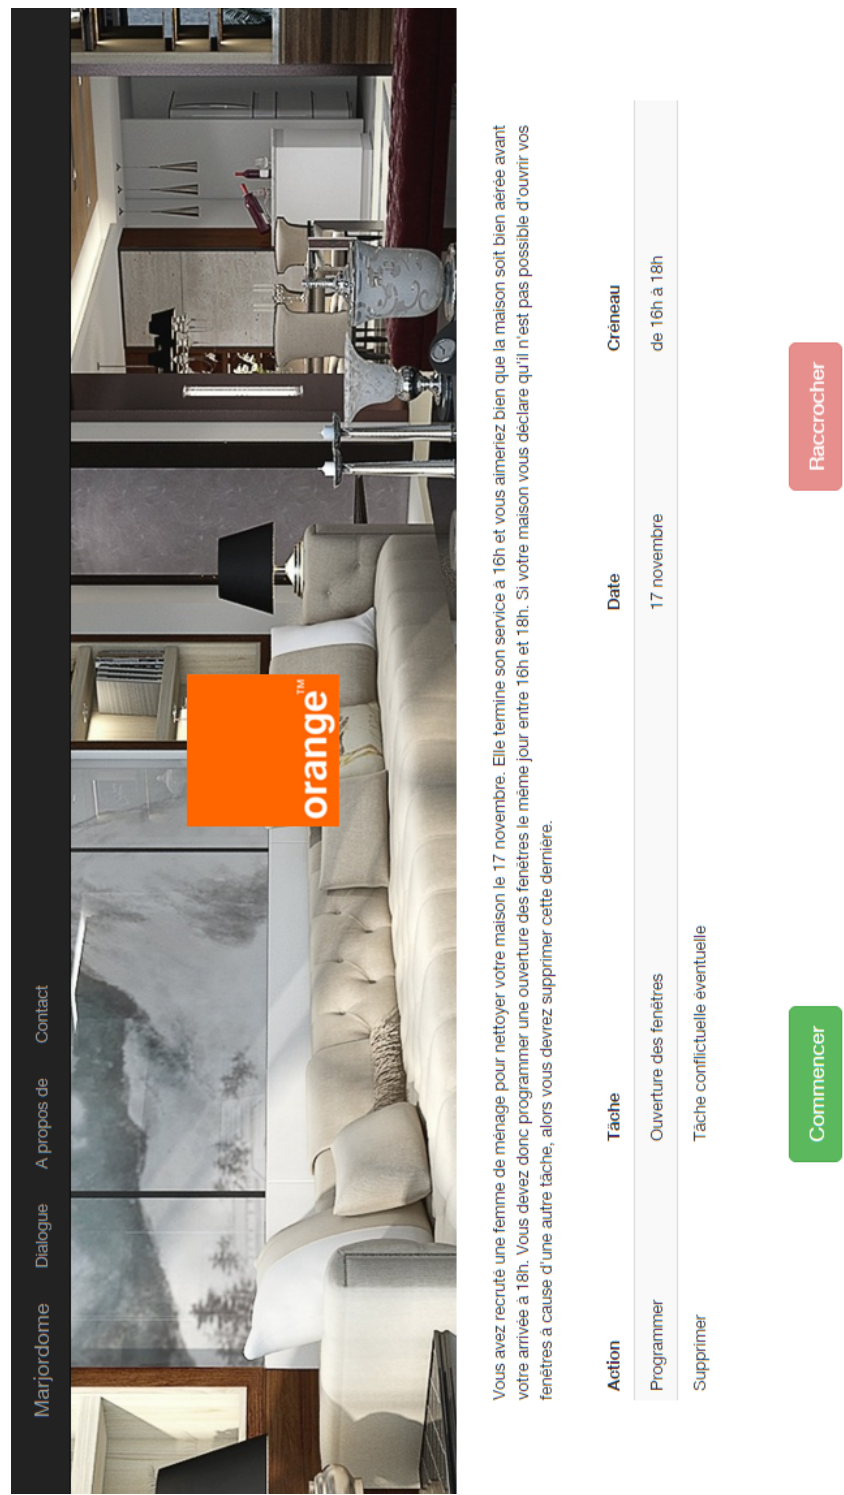 Marjordome Dialogue A propos de Contact
orange™
Vous avez recruté une femme de ménage pour nettoyer votre maison le 17 novembre. Elle termine son service à 16h et vous aimeriez bien que la maison soit bien aérée avant
votre arrivée à 18h. Vous devez donc programmer une ouverture des fenêtres le même jour entre 16h et 18h. Si votre maison vous déclare qu'il n'est pas possible d'ouvrir vos
fenêtres à cause d'une autre tâche, alors vous devrez supprimer cette dernière.
Action Tâche Date Créneau
Programmer Ouverture des fenêtres 17 novembre de 16h à 18h
Supprimer Tâche conflictuelle éventuelle
Commencer Raccrocher